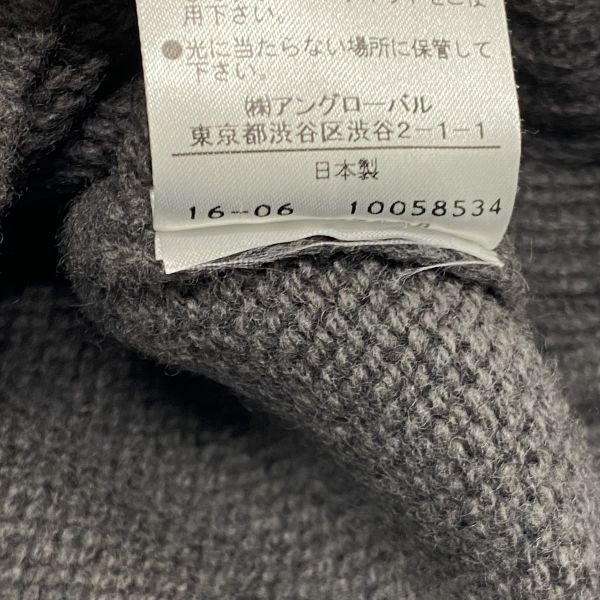 用下さい。
●光に当たらない場所に保管して
下さい。
㈱アングローバル
東京都渋谷区渋谷2-1-1
日本製
16-06 10058534